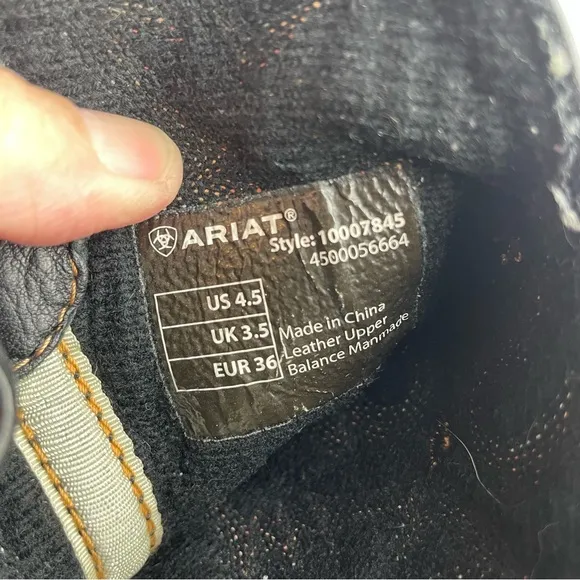 ARIAT®
Style: 10007845
4500056664
US 4.5
UK 3.5
EUR 36
Made in China
Leather Upper
Balance Manmade